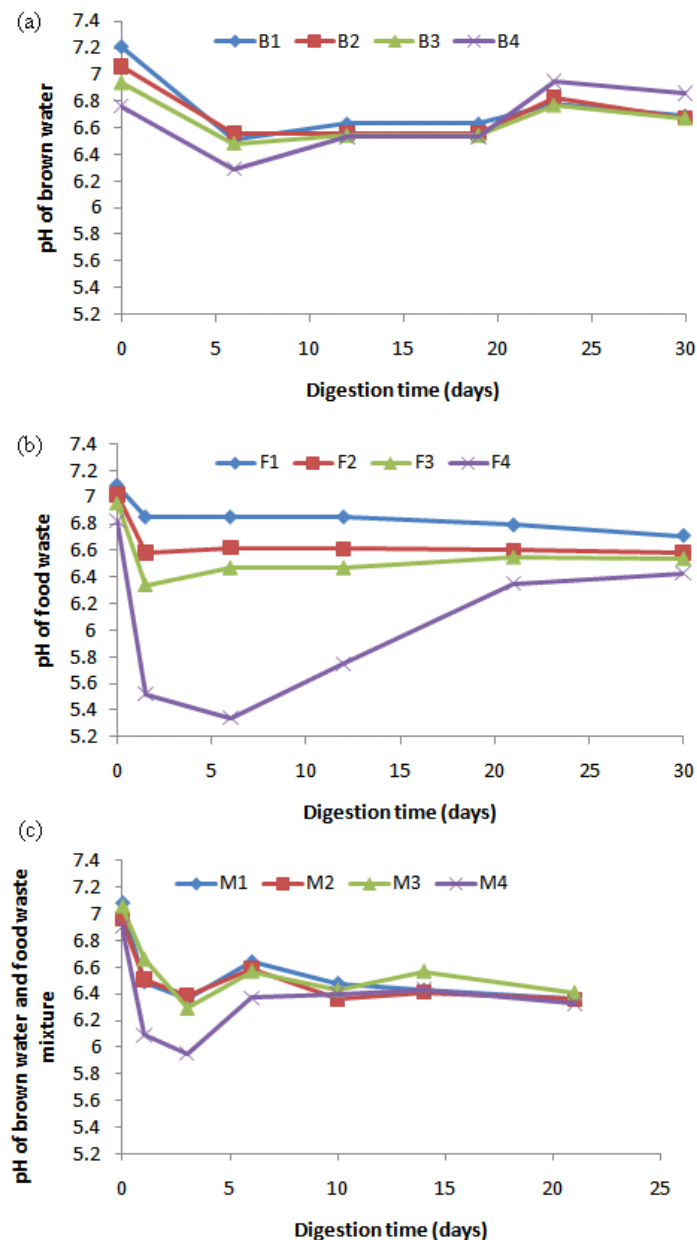 (a)
B1 B2 B3 B4
7.4
7.2
7
6.8
6.6
6.4
6.2
6
5.8
5.6
5.4
5.2
pH of brown water
0 5 10 15 20 25 30
Digestion time (days)
(b)
F1 F2 F3 F4
7.4
7.2
7
6.8
6.6
6.4
6.2
6
5.8
5.6
5.4
5.2
pH of food waste
0 5 10 15 20 25 30
Digestion time (days)
(c)
M1 M2 M3 M4
7.4
7.2
7
6.8
6.6
6.4
6.2
6
5.8
5.6
5.4
5.2
pH of brown water and food waste
mixture
0 5 10 15 20 25
Digestion time (days)